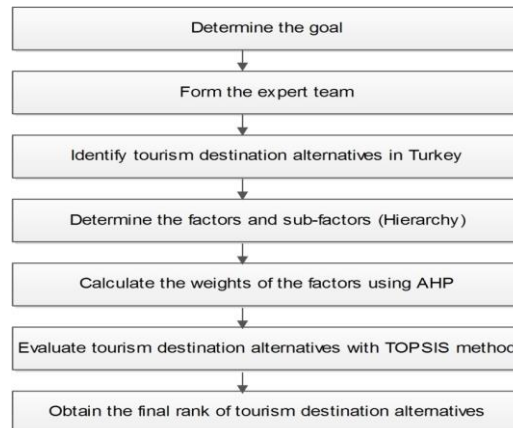 Determine the goal
Form the expert team
Identify tourism destination alternatives in Turkey
Determine the factors and sub-factors (Hierarchy)
Calculate the weights of the factors using AHP
Evaluate tourism destination alternatives with TOPSIS method
Obtain the final rank of tourism destination alternatives